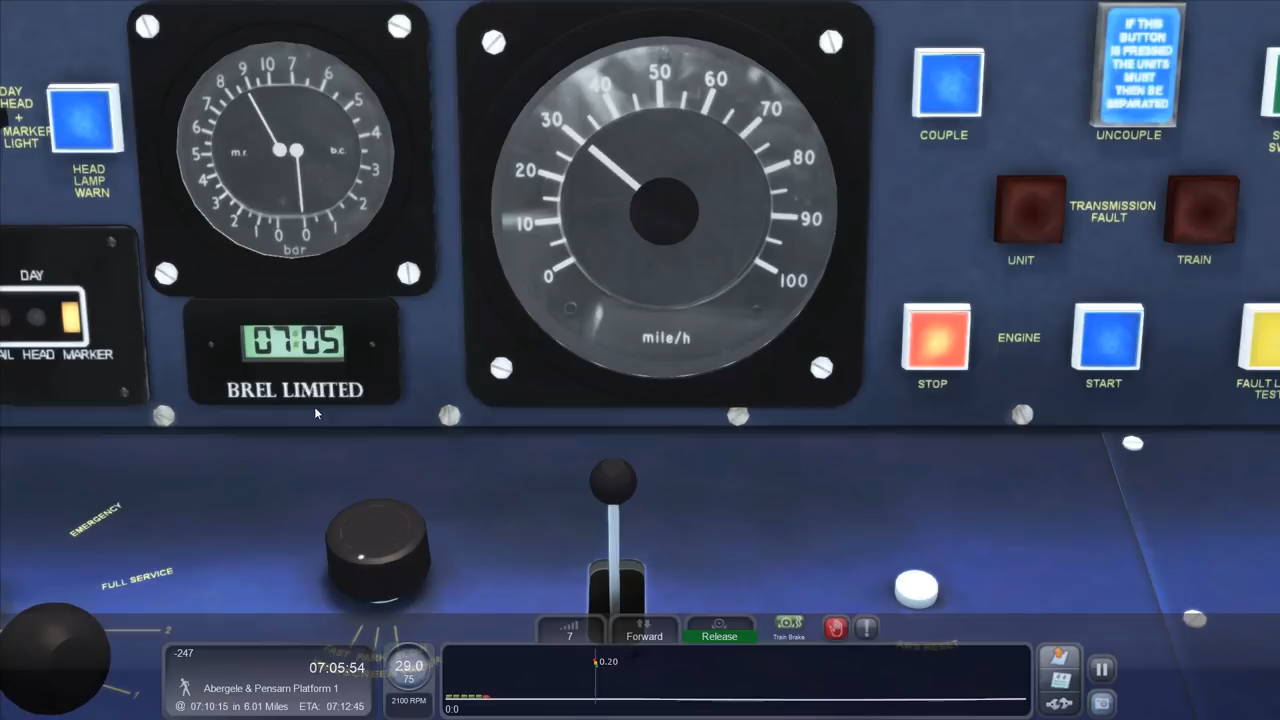 DAY
HEAD
+
MARKER
LIGHT
HEAD
LAMP
WARN
m.r.
b.c.
10 9 8 7 6 5 4 3 2 1 0
7 6 5 4 3 2 1 0
bar
0 10 20 30 40 50 60 70 80 90 100
mile/h
COUPLE
IF THIS
BUTTON
IS PRESSED
THE UNITS
MUST
THEN BE
SEPARATED
UNCOUPLE
TRANSMISSION
FAULT
UNIT
TRAIN
DAY
HEAD MARKER
07:05
BREL LIMITED
ENGINE
STOP
START
TEST
EMERGENCY
FULL SERVICE
2
1
7
Forward
Release
Train Brake
-247
07:05:54
Abergele & Pensarn Platform 1
@ 07:10:15 in 6.01 Miles ETA: 07:12:45
29.0
75
2100 RPM
0.20
0:0